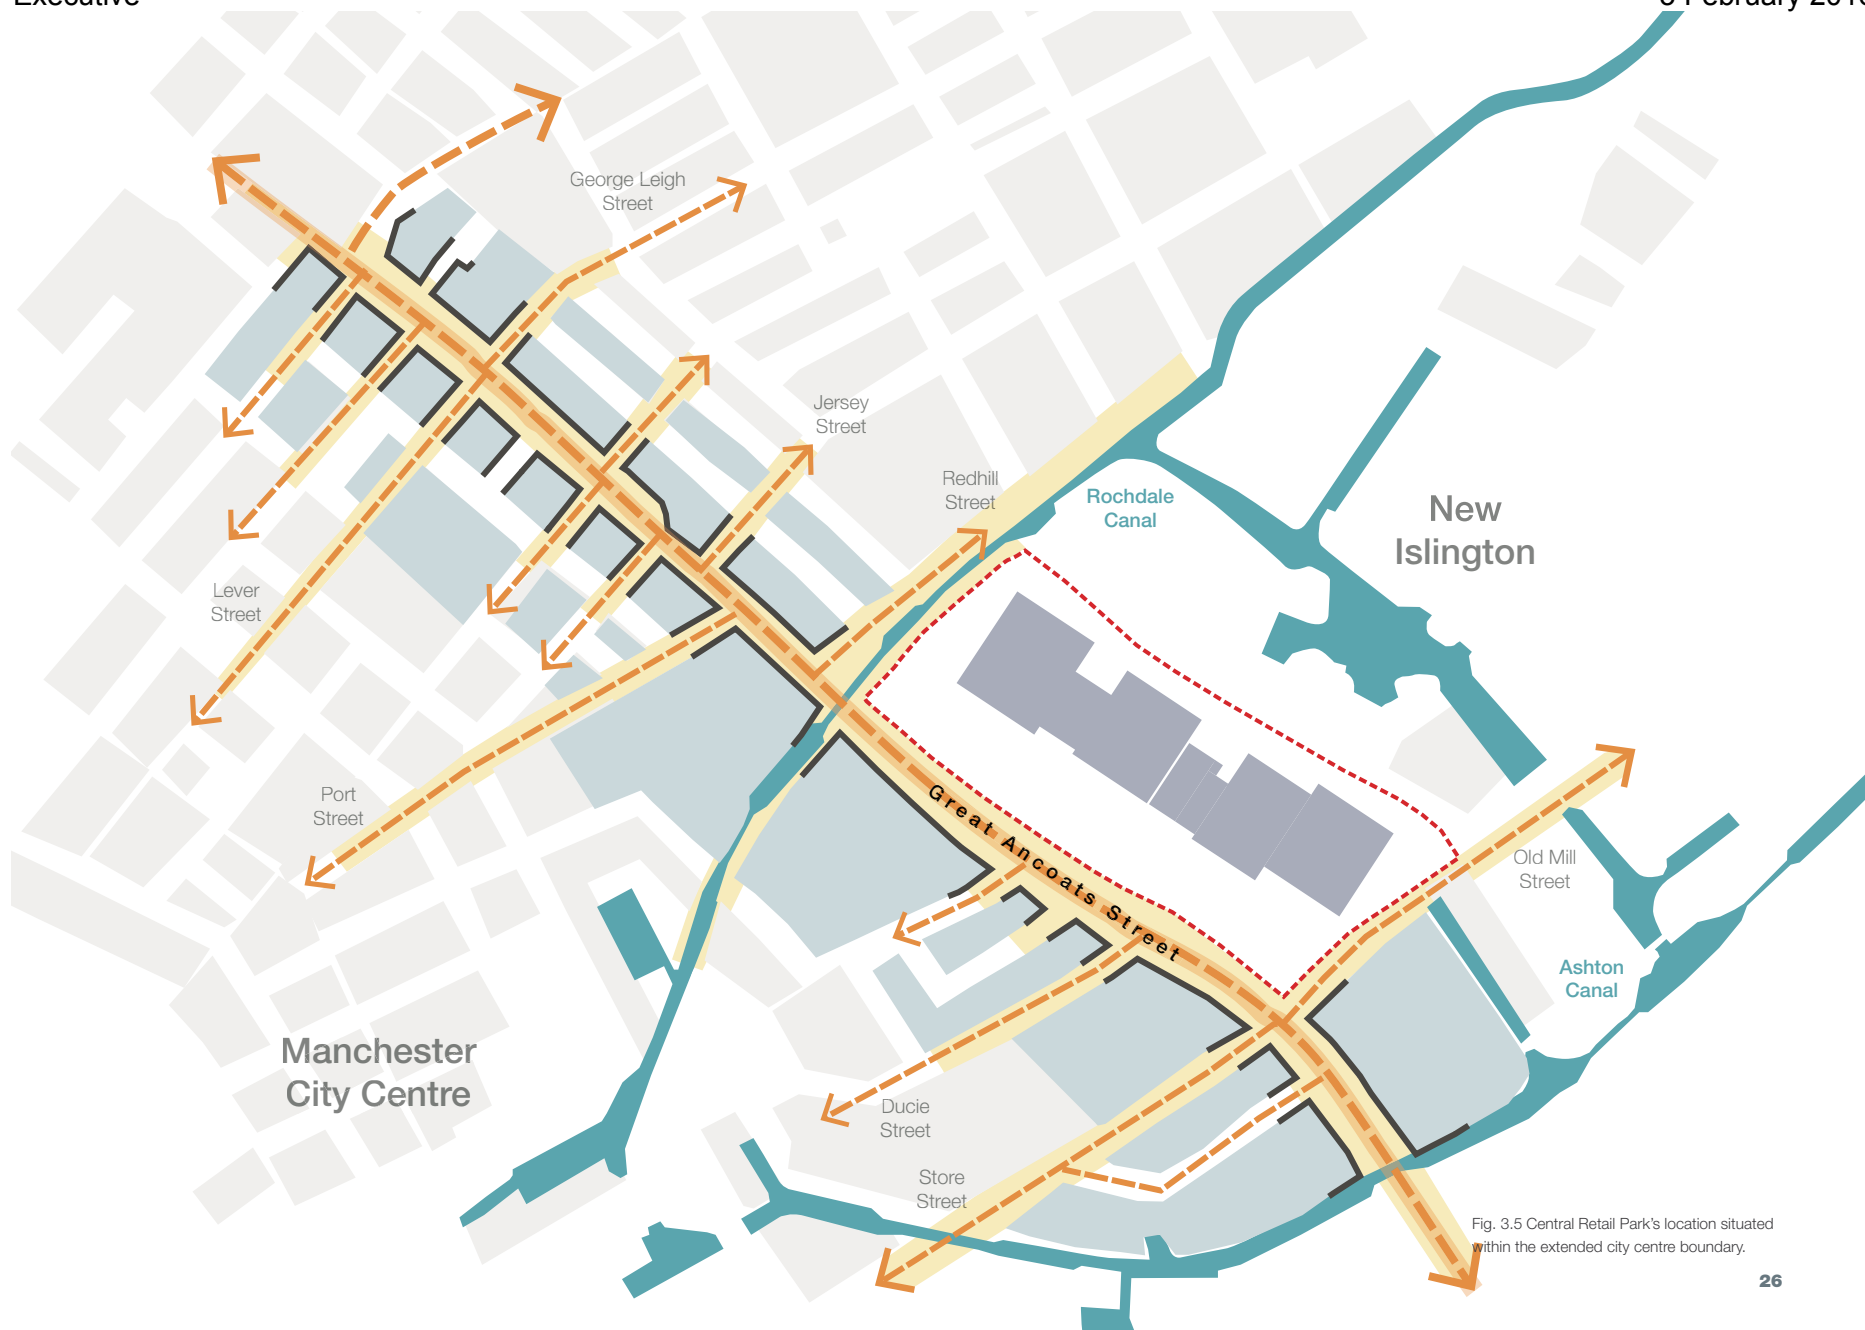 Executive
George Leigh
Street
Jersey
Street
Redhill
Street
Rochdale
Canal
New
Islington
Lever
Street
Port
Street
Great Ancoats Street
Old Mill
Street
Ashton
Canal
Manchester
City Centre
Ducie
Street
Store
Street
Fig. 3.5 Central Retail Park's location situated
within the extended city centre boundary.
26